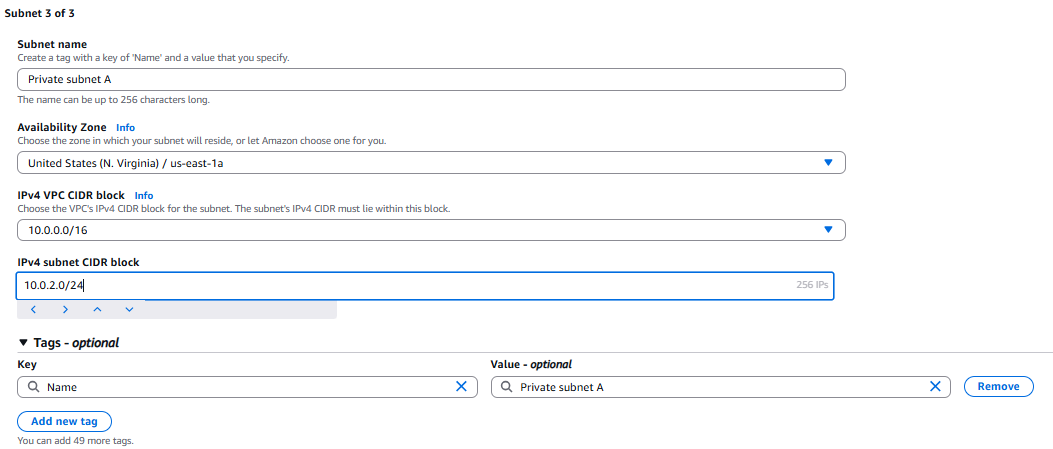 Subnet 3 of 3
Subnet name
Create a tag with a key of 'Name' and a value that you specify.
Private subnet A
The name can be up to 256 characters long.
Availability Zone Info
Choose the zone in which your subnet will reside, or let Amazon choose one for you.
United States (N. Virginia) / us-east-1a
IPv4 VPC CIDR block Info
Choose the VPC's IPv4 CIDR block for the subnet. The subnet's IPv4 CIDR must lie within this block.
10.0.0.0/16
IPv4 subnet CIDR block
10.0.2.0/24 256 IPs
Tags - optional
Key Value - optional
Name Private subnet A Remove
Add new tag
You can add 49 more tags.